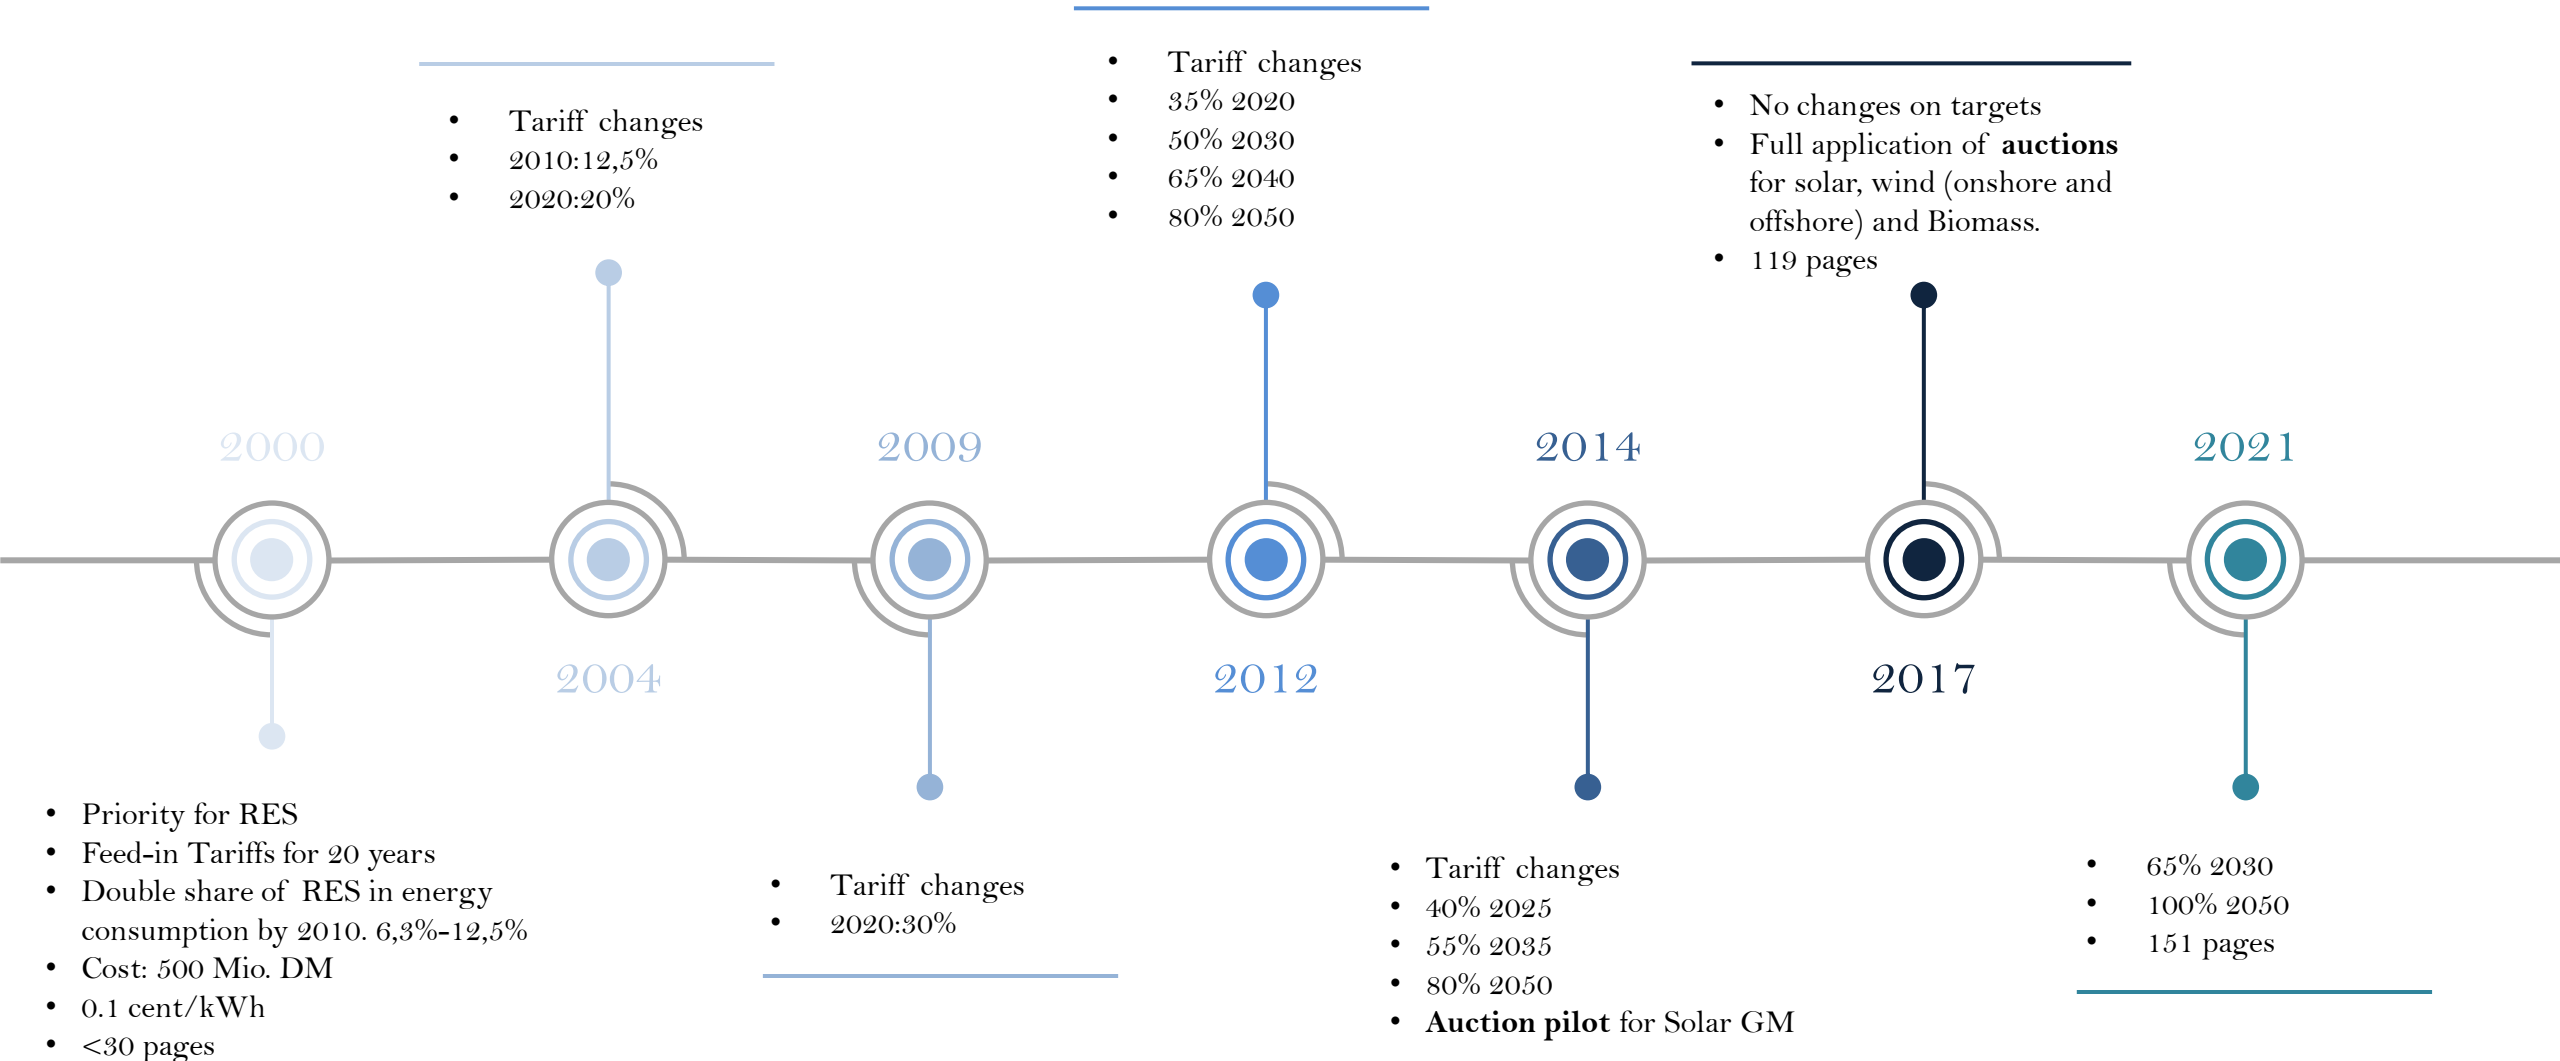 • Tariff changes
• 2010:12,5%
• 2020:20%
• Tariff changes
• 35% 2020
• 50% 2030
• 65% 2040
• 80% 2050
• No changes on targets
• Full application of auctions
for solar, wind (onshore and
offshore) and Biomass.
• 119 pages
2000
2009
2014
2021
2004
2012
2017
• Priority for RES
• Feed-in Tariffs for 20 years
• Double share of RES in energy
consumption by 2010. 6,3%-12,5%
• Cost: 500 Mio. DM
• 0.1 cent/kWh
• <30 pages
• Tariff changes
• 2020:30%
• Tariff changes
• 40% 2025
• 55% 2035
• 80% 2050
• Auction pilot for Solar GM
• 65% 2030
• 100% 2050
• 151 pages